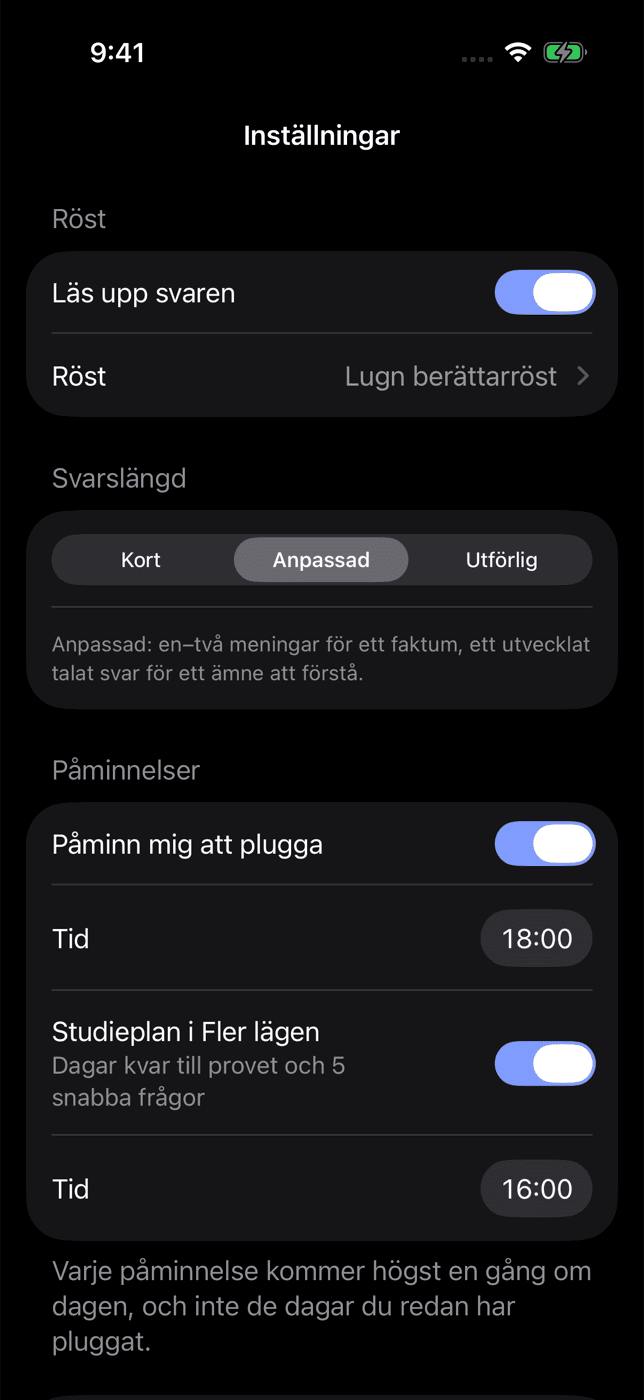 9:41
Inställningar
Röst
Läs upp svaren
Röst Lugn berättarröst
Svarslängd
Kort Anpassad Utförlig
Anpassad: en–två meningar för ett faktum, ett utvecklat
talat svar för ett ämne att förstå.
Påminnelser
Påminn mig att plugga
Tid 18:00
Studieplan i Fler lägen
Dagar kvar till provet och 5
snabba frågor
Tid 16:00
Varje påminnelse kommer högst en gång om
dagen, och inte de dagar du redan har
pluggat.